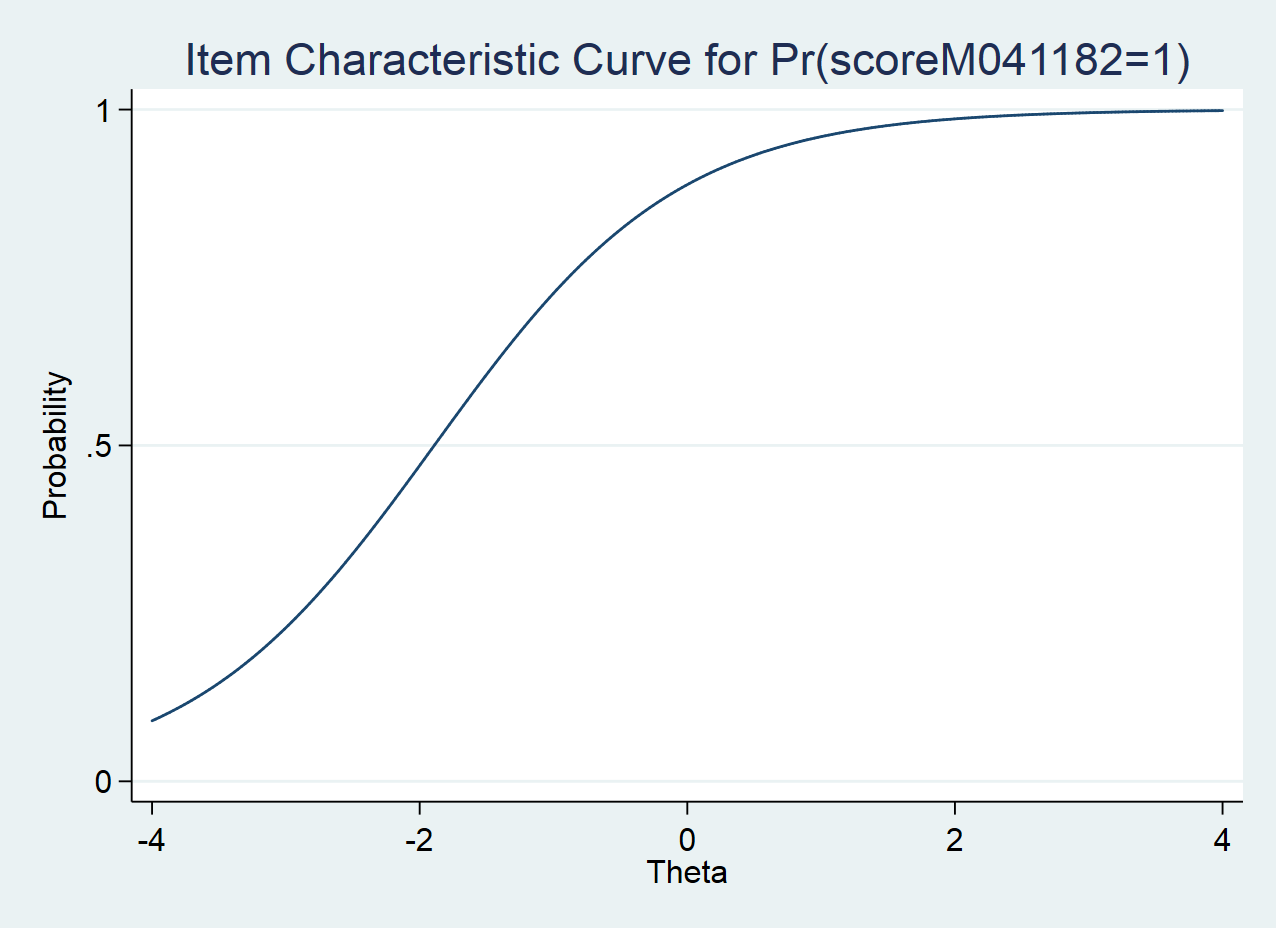 Item Characteristic Curve for Pr(scoreM041182=1)
1
.5
0
Probability
-4 -2 0 2 4
Theta